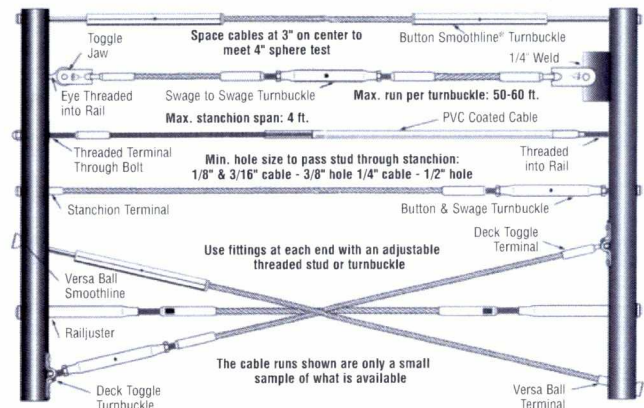 Toggle
Jaw
Space cables at 3" on center to
meet 4" sphere test
Button Smoothline® Turnbuckle
1/4" Weld
Eye Threaded
into Rail
Swage to Swage Turnbuckle
Max. run per turnbuckle: 50-60 ft.
Max. stanchion span: 4 ft.
PVC Coated Cable
Threaded Terminal
Through Bolt
Min. hole size to pass stud through stanchion:
1/8" & 3/16" cable - 3/8" hole 1/4" cable - 1/2" hole
Threaded
into Rail
Stanchion Terminal
Button & Swage Turnbuckle
Use fittings at each end with an adjustable
threaded stud or turnbuckle
Deck Toggle
Terminal
Versa Ball
Smoothline
Railjuster
The cable runs shown are only a small
sample of what is available
Deck Toggle
Turnbuckle
Versa Ball
Terminal